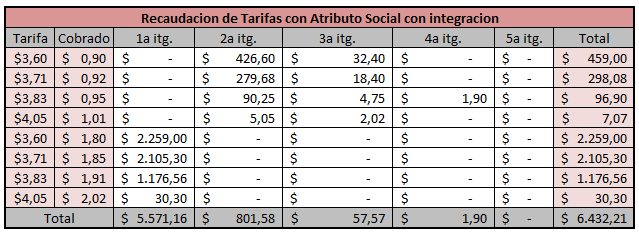 Recaudacion de Tarifas con Atributo Social con integracion
Tarifa Cobrado 1a itg. 2a itg. 3a itg. 4a itg. 5a itg. Total
$3,60 $ 0,90 $ - $ 426,60 $ 32,40 $ - $ - $ 459,00
$3,71 $ 0,92 $ - $ 279,68 $ 18,40 $ - $ - $ 298,08
$3,83 $ 0,95 $ - $ 90,25 $ 4,75 $ 1,90 $ - $ 96,90
$4,05 $ 1,01 $ - $ 5,05 $ 2,02 $ - $ - $ 7,07
$3,60 $ 1,80 $ 2.259,00 $ - $ - $ - $ - $ 2.259,00
$3,71 $ 1,85 $ 2.105,30 $ - $ - $ - $ - $ 2.105,30
$3,83 $ 1,91 $ 1.176,56 $ - $ - $ - $ - $ 1.176,56
$4,05 $ 2,02 $ 30,30 $ - $ - $ - $ - $ 30,30
Total $ 5.571,16 $ 801,58 $ 57,57 $ 1,90 $ - $ 6.432,21